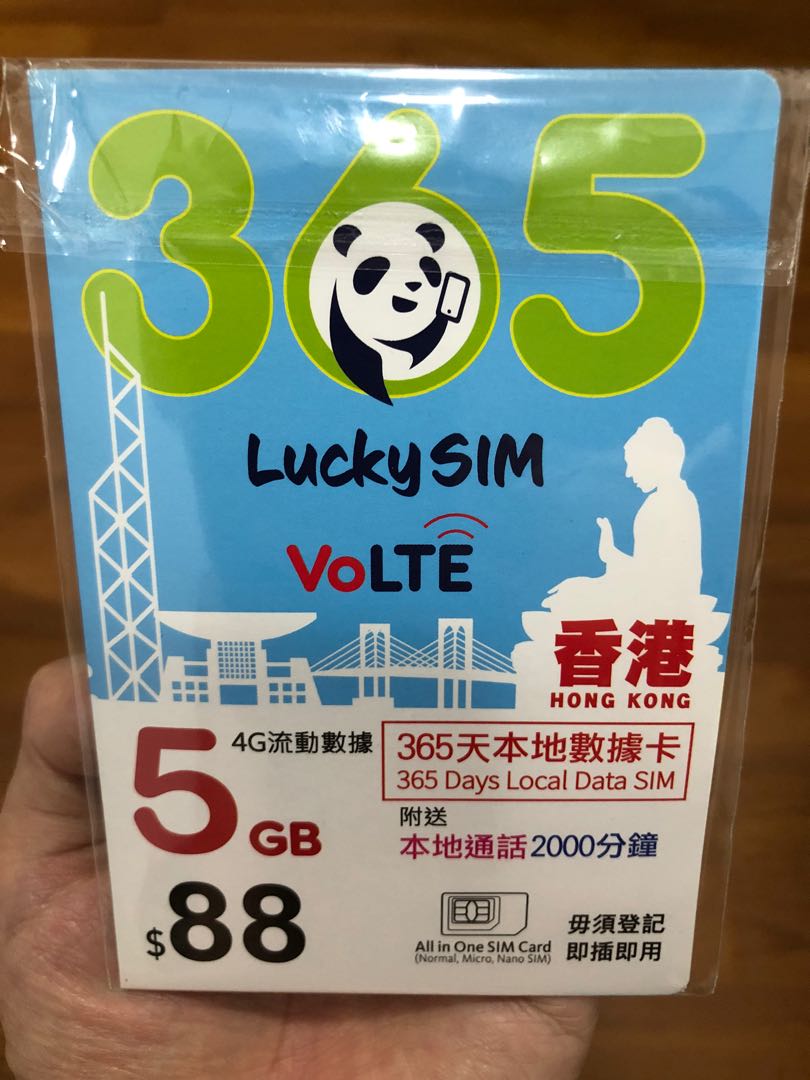 365
LuckySIM
VoLTE
香港
HONG KONG
5GB
4G流動數據
365天本地數據卡
365 Days Local Data SIM
附送
本地通話2000分鐘
$88
All in One SIM Card
(Normal, Micro, Nano SIM)
毋須登記
即插即用